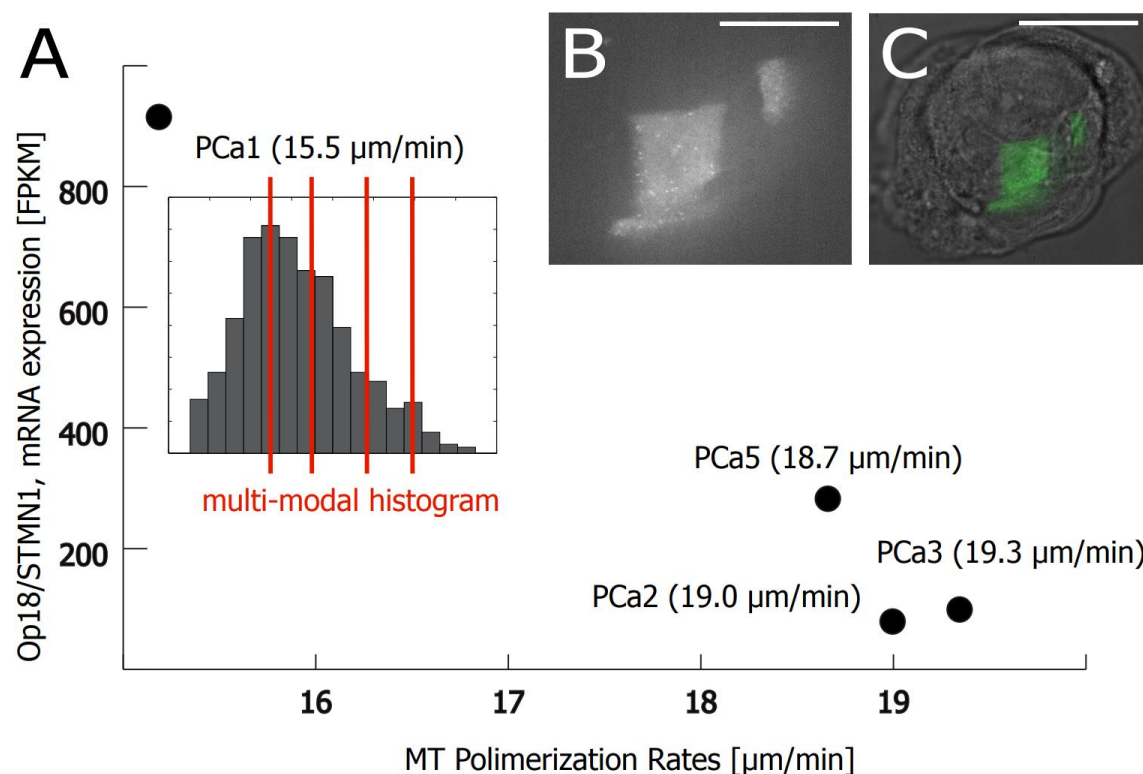 A
B
C
PCa1 (15.5 µm/min)
Op18/STMN1, mRNA expression [FPKM]
800
600
400
200
multi-modal histogram
PCa5 (18.7 µm/min)
PCa3 (19.3 µm/min)
PCa2 (19.0 µm/min)
16
17
18
19
MT Polimerization Rates [µm/min]